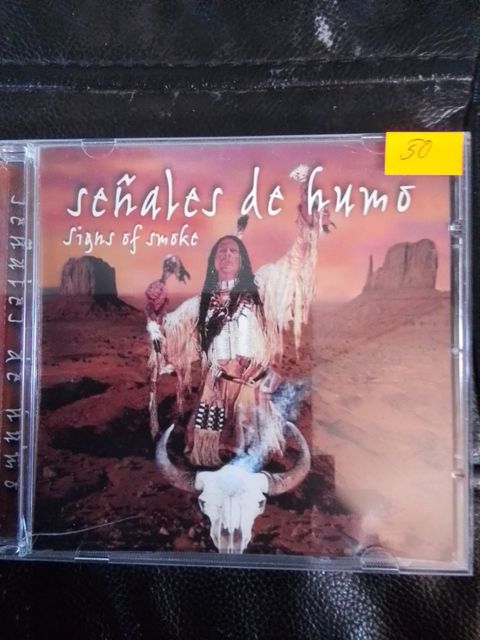 50
señales de humo
Signs of smoke
señales de humo